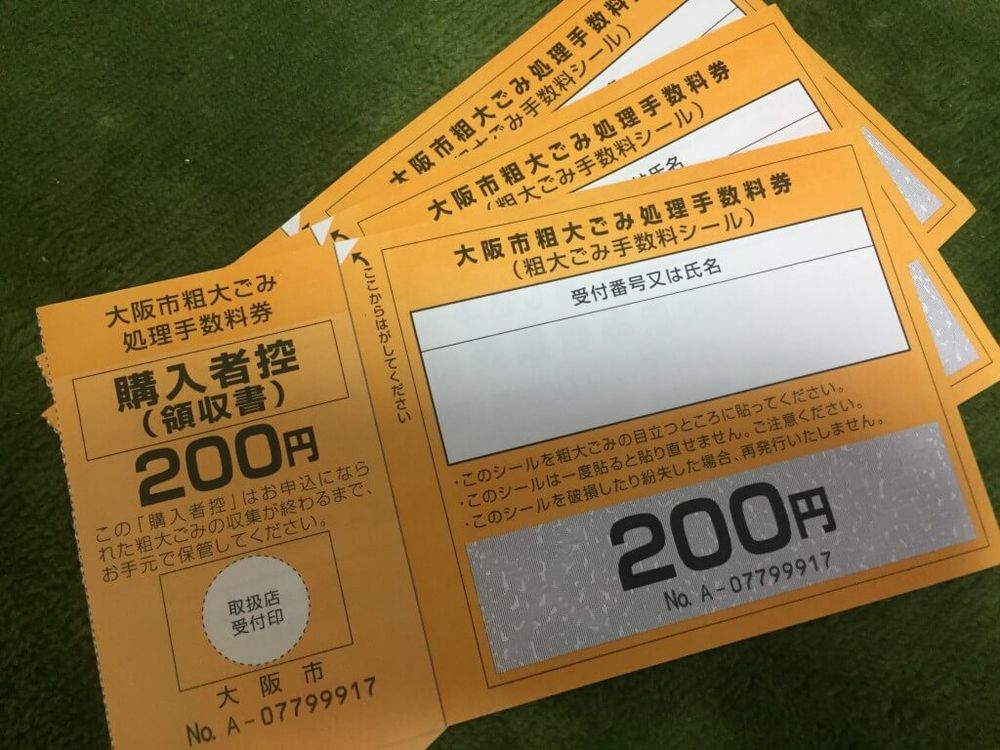 大阪市粗大ごみ処理手数
ごみ手数料シール)
大阪市粗大ごみ処理手数料券
(粗大ごみ手数料シール)
は氏名
大阪市粗大ごみ処理手数料券
(粗大ごみ手数料シール)
受付番号又は氏名
・このシールを粗大ごみの目立つところに貼ってください。
・このシールは一度貼ると貼り直せません。ご注意ください。
・このシールを破損したり紛失した場合、再発行いたしません。
200円
No. A-07799917
ここからはがしてください
大阪市粗大ごみ
処理手数料券
購入者控
(領収書)
200円
この「購入者控」はお申込になら
れた粗大ごみの収集が終わるまで、
お手元で保管してください。
取扱店
受付印
大阪市
No. A-07799917